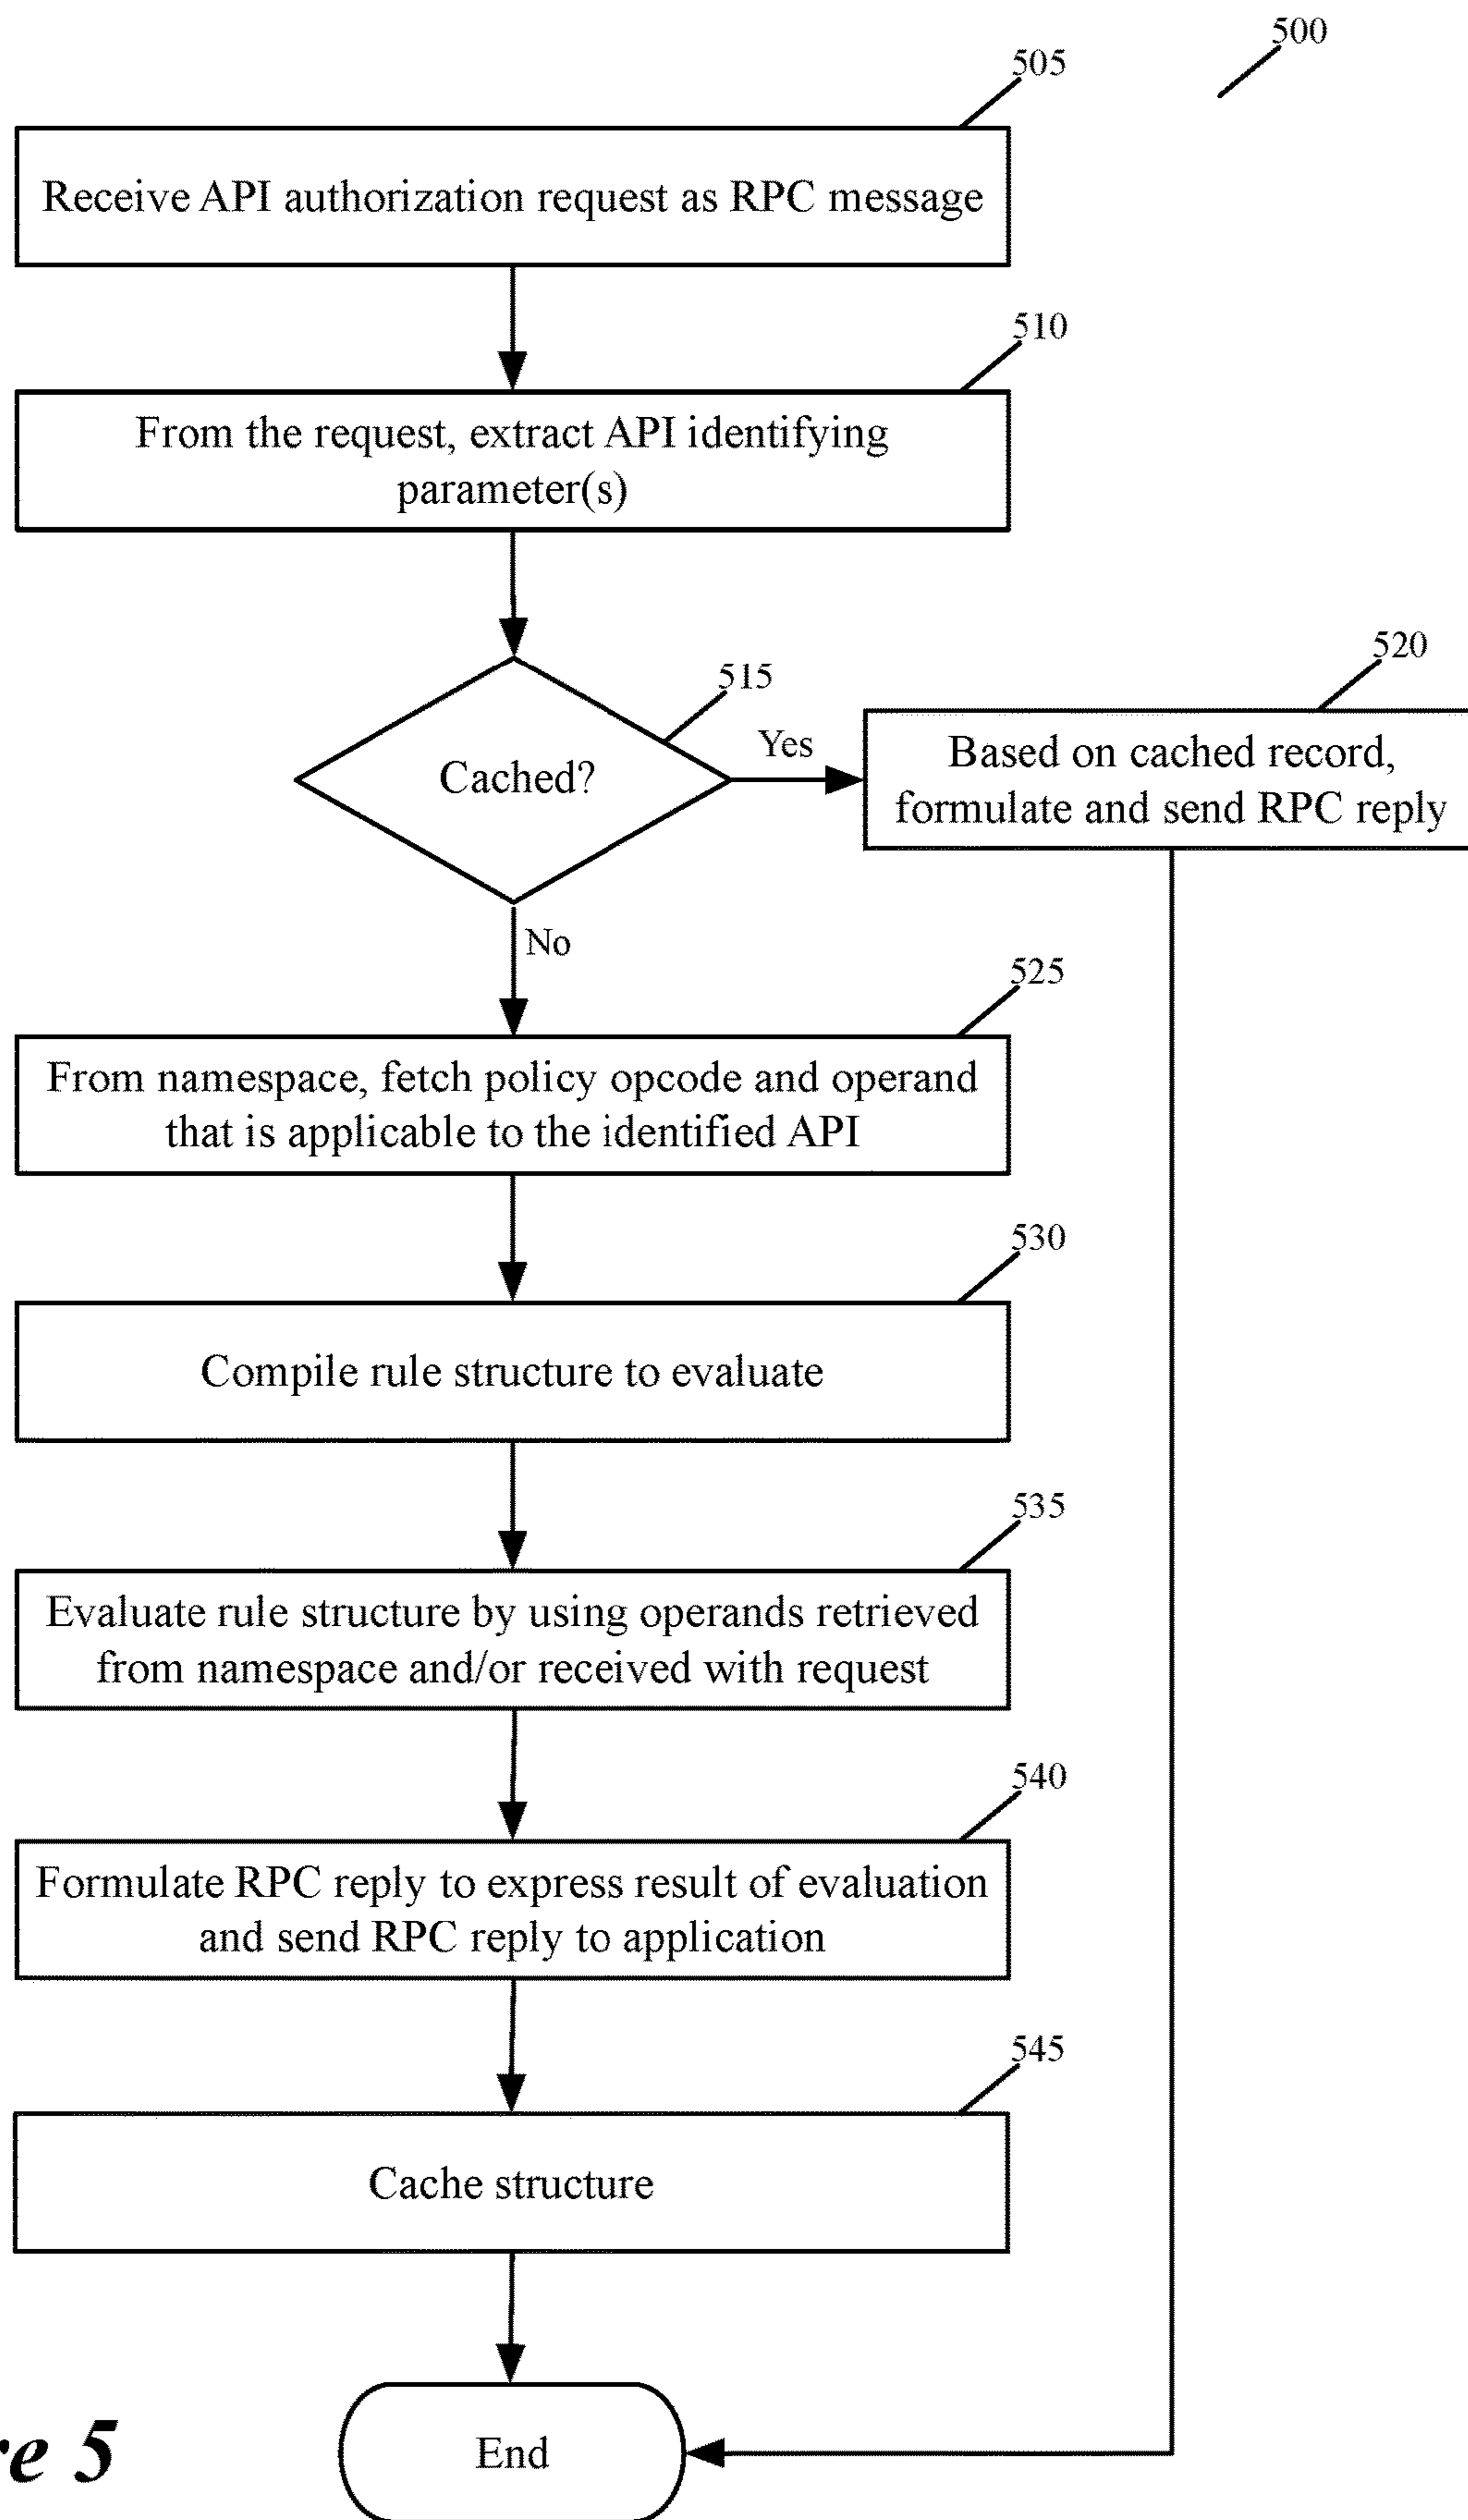 500
505
Receive API authorization request as RPC message
510
From the request, extract API identifying
parameter(s)
515
Cached?
Yes
520
Based on cached record,
formulate and send RPC reply
No
525
From namespace, fetch policy opcode and operand
that is applicable to the identified API
530
Compile rule structure to evaluate
535
Evaluate rule structure by using operands retrieved
from namespace and/or received with request
540
Formulate RPC reply to express result of evaluation
and send RPC reply to application
545
Cache structure
End
5